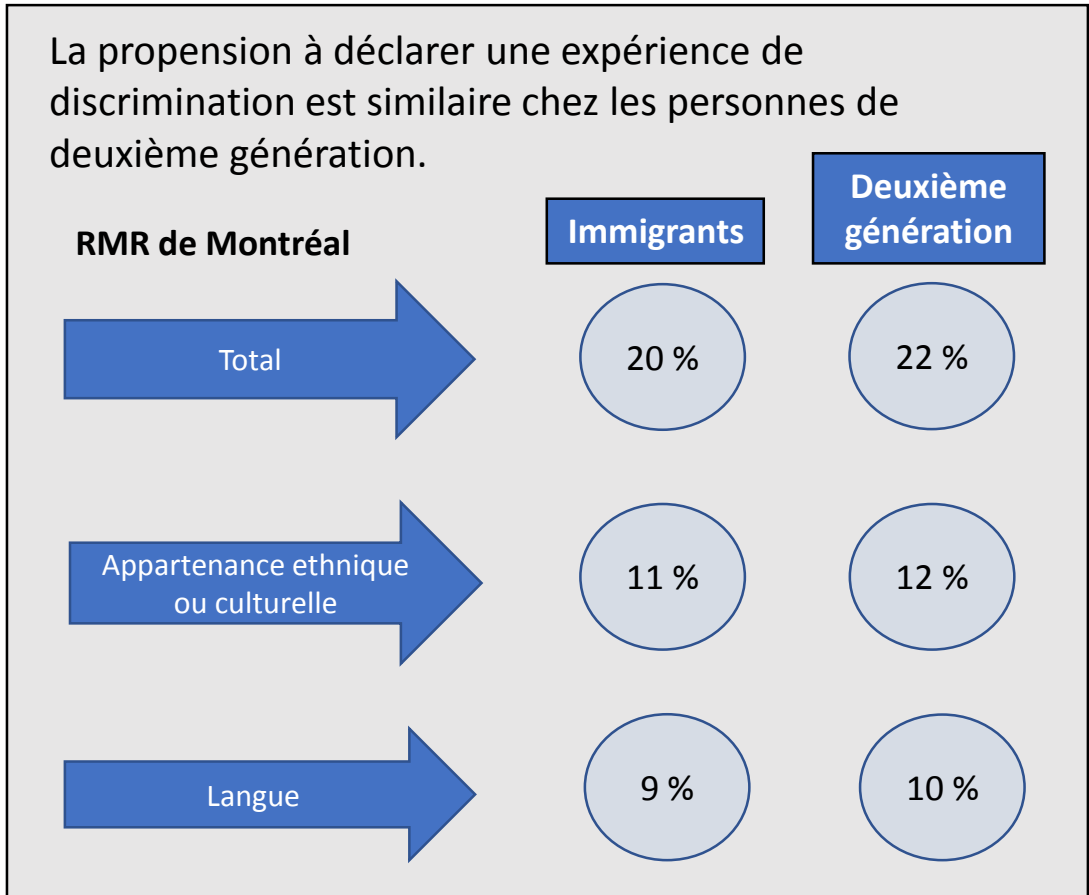 La propension à déclarer une expérience de
discrimination est similaire chez les personnes de
deuxième génération.
RMR de Montréal
Immigrants
Deuxième
génération
Total
20 %
22 %
Appartenance ethnique
ou culturelle
11 %
12 %
Langue
9 %
10 %